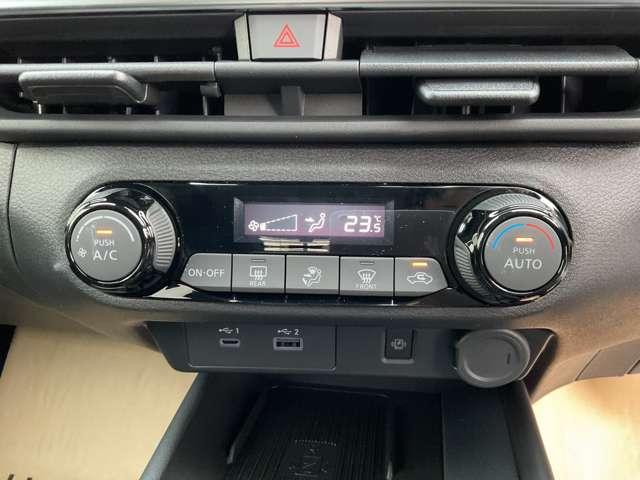 23.5°C
PUSH
A/C
PUSH
AUTO
ON·OFF
REAR
FRONT
1
2